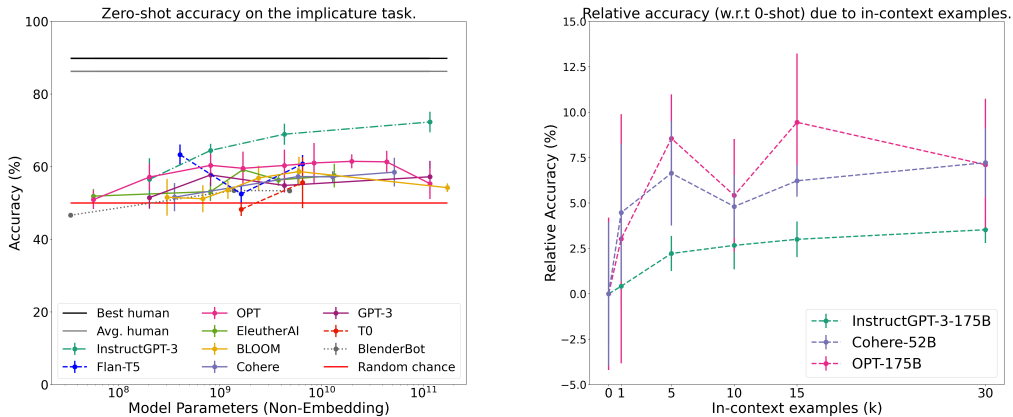 Zero-shot accuracy on the implicature task.
100
80
60
40
20
0
Accuracy (%)
10^8
10^9
10^10
10^11
Model Parameters (Non-Embedding)
Best human
Avg. human
InstructGPT-3
Flan-T5
OPT
EleutherAI
BLOOM
Cohere
GPT-3
T0
BlenderBot
Random chance
Relative accuracy (w.r.t 0-shot) due to in-context examples.
15.0
12.5
10.0
7.5
5.0
2.5
0.0
−2.5
−5.0
Relative Accuracy (%)
0 1 5 10 15 30
In-context examples (k)
InstructGPT-3-175B
Cohere-52B
OPT-175B